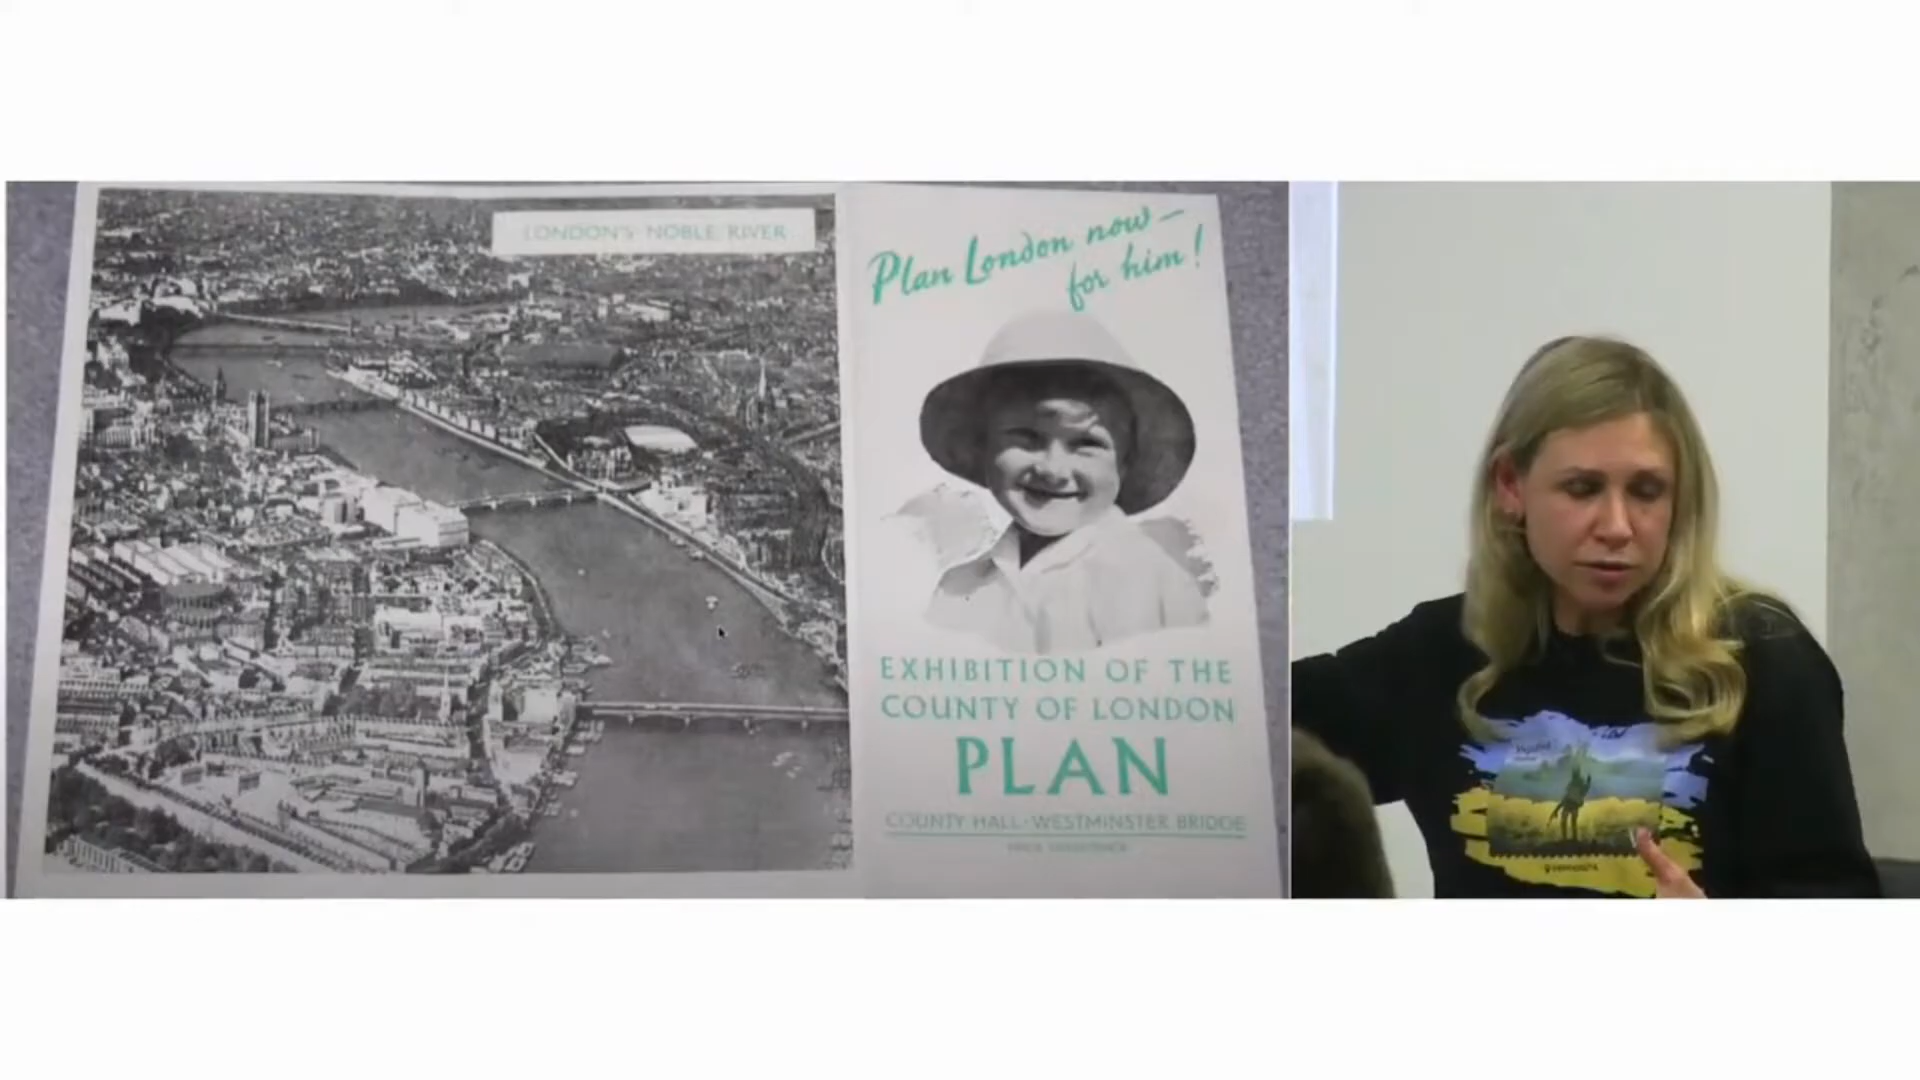 LONDON'S NOBLE RIVER
Plan London now—
for him!
EXHIBITION OF THE
COUNTY OF LONDON
PLAN
COUNTY HALL·WESTMINSTER BRIDGE